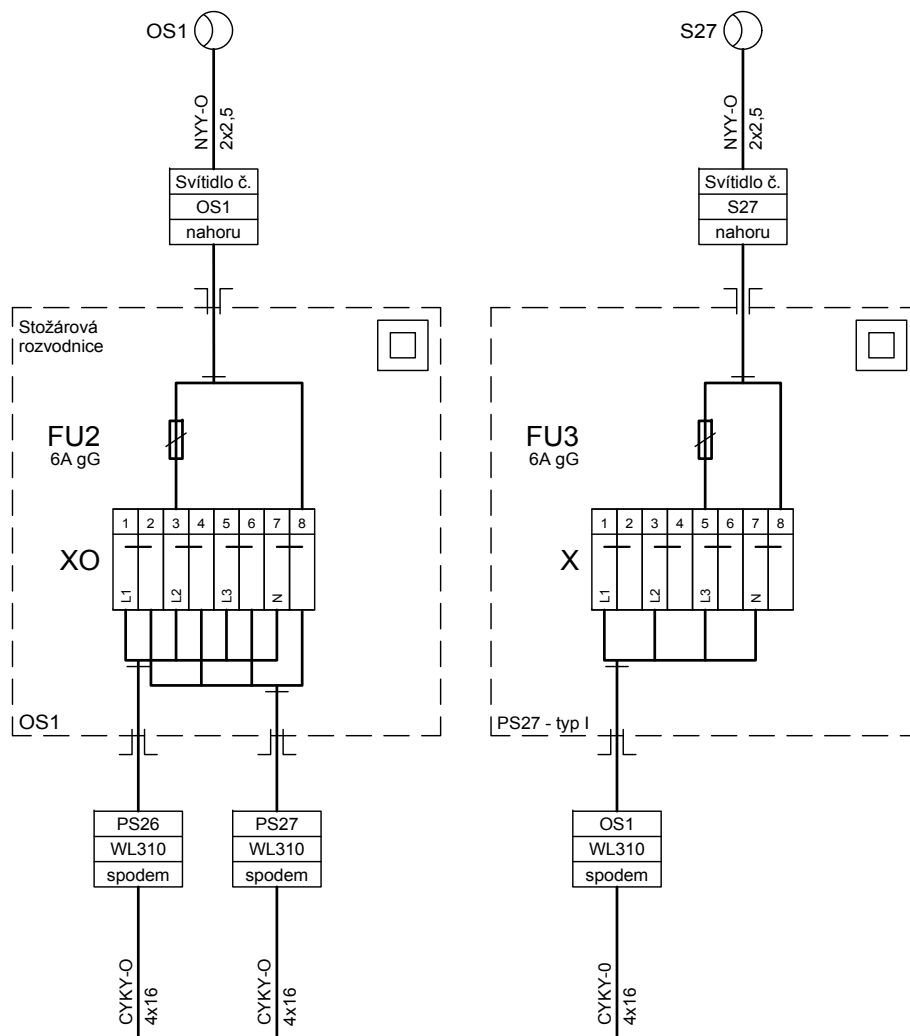 OS1
NYY-O
2x2,5
Svítidlo č.
OS1
nahoru
Stožárová
rozvodnice
FU2
6A gG
1 2 3 4 5 6 7 8
XO
L1 L2 L3 N
OS1
PS26
WL310
spodem
PS27
WL310
spodem
CYKY-O
4x16
CYKY-O
4x16
S27
NYY-O
2x2,5
Svítidlo č.
S27
nahoru
FU3
6A gG
1 2 3 4 5 6 7 8
X
L1 L2 L3 N
PS27 - typ I
OS1
WL310
spodem
CYKY-0
4x16